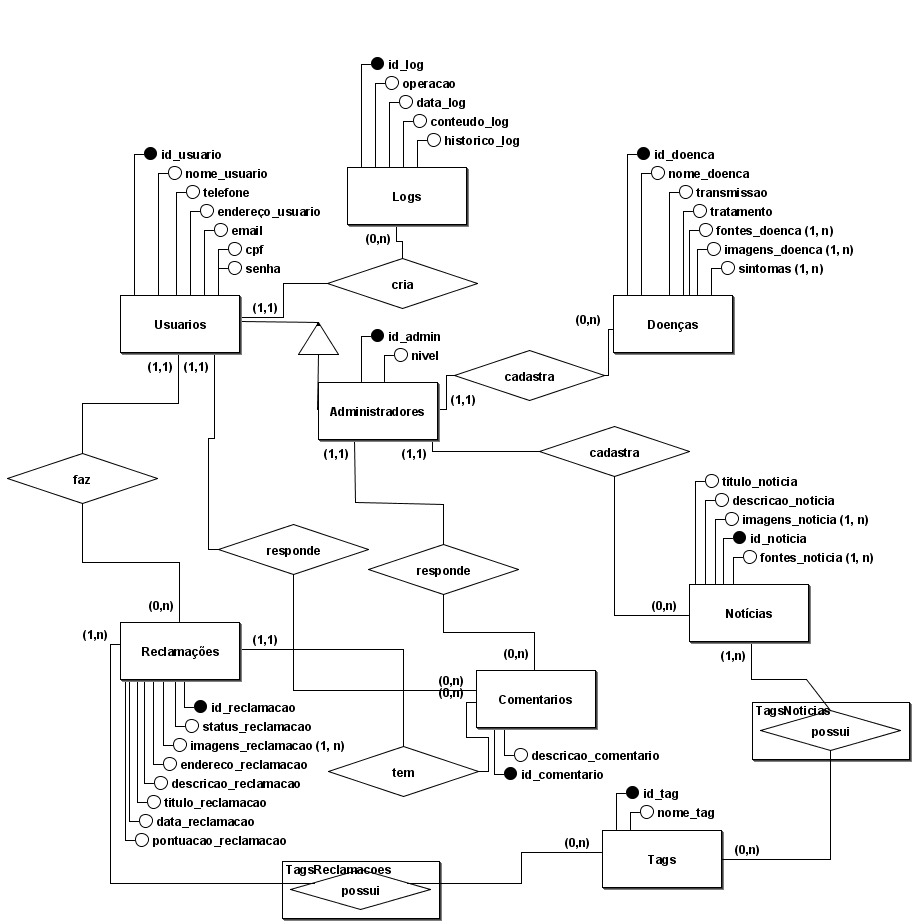 id_log
operacao
data_log
conteudo_log
historico_log
Logs
(0,n)
cria
id_usuario
nome_usuario
telefone
endereço_usuario
email
cpf
senha
Usuarios
(1,1)
(1,1)
(1,1)
id_doenca
nome_doenca
transmissao
tratamento
fontes_doenca (1, n)
imagens_doenca (1, n)
sintomas (1, n)
(0,n)
Doenças
id_admin
nivel
Administradores
(1,1)
cadastra
(1,1)
(1,1)
cadastra
faz
responde
responde
titulo_noticia
descricao_noticia
imagens_noticia (1, n)
id_noticia
fontes_noticia (1, n)
(0,n)
Notícias
(1,n)
(0,n)
(1,n)
Reclamações
(1,1)
(0,n)
(0,n)
(0,n)
Comentarios
id_reclamacao
status_reclamacao
imagens_reclamacao (1, n)
endereco_reclamacao
descricao_reclamacao
titulo_reclamacao
data_reclamacao
pontuacao_reclamacao
descricao_comentario
id_comentario
tem
TagsNoticias
possui
id_tag
nome_tag
(0,n)
Tags
(0,n)
TagsReclamacoes
possui